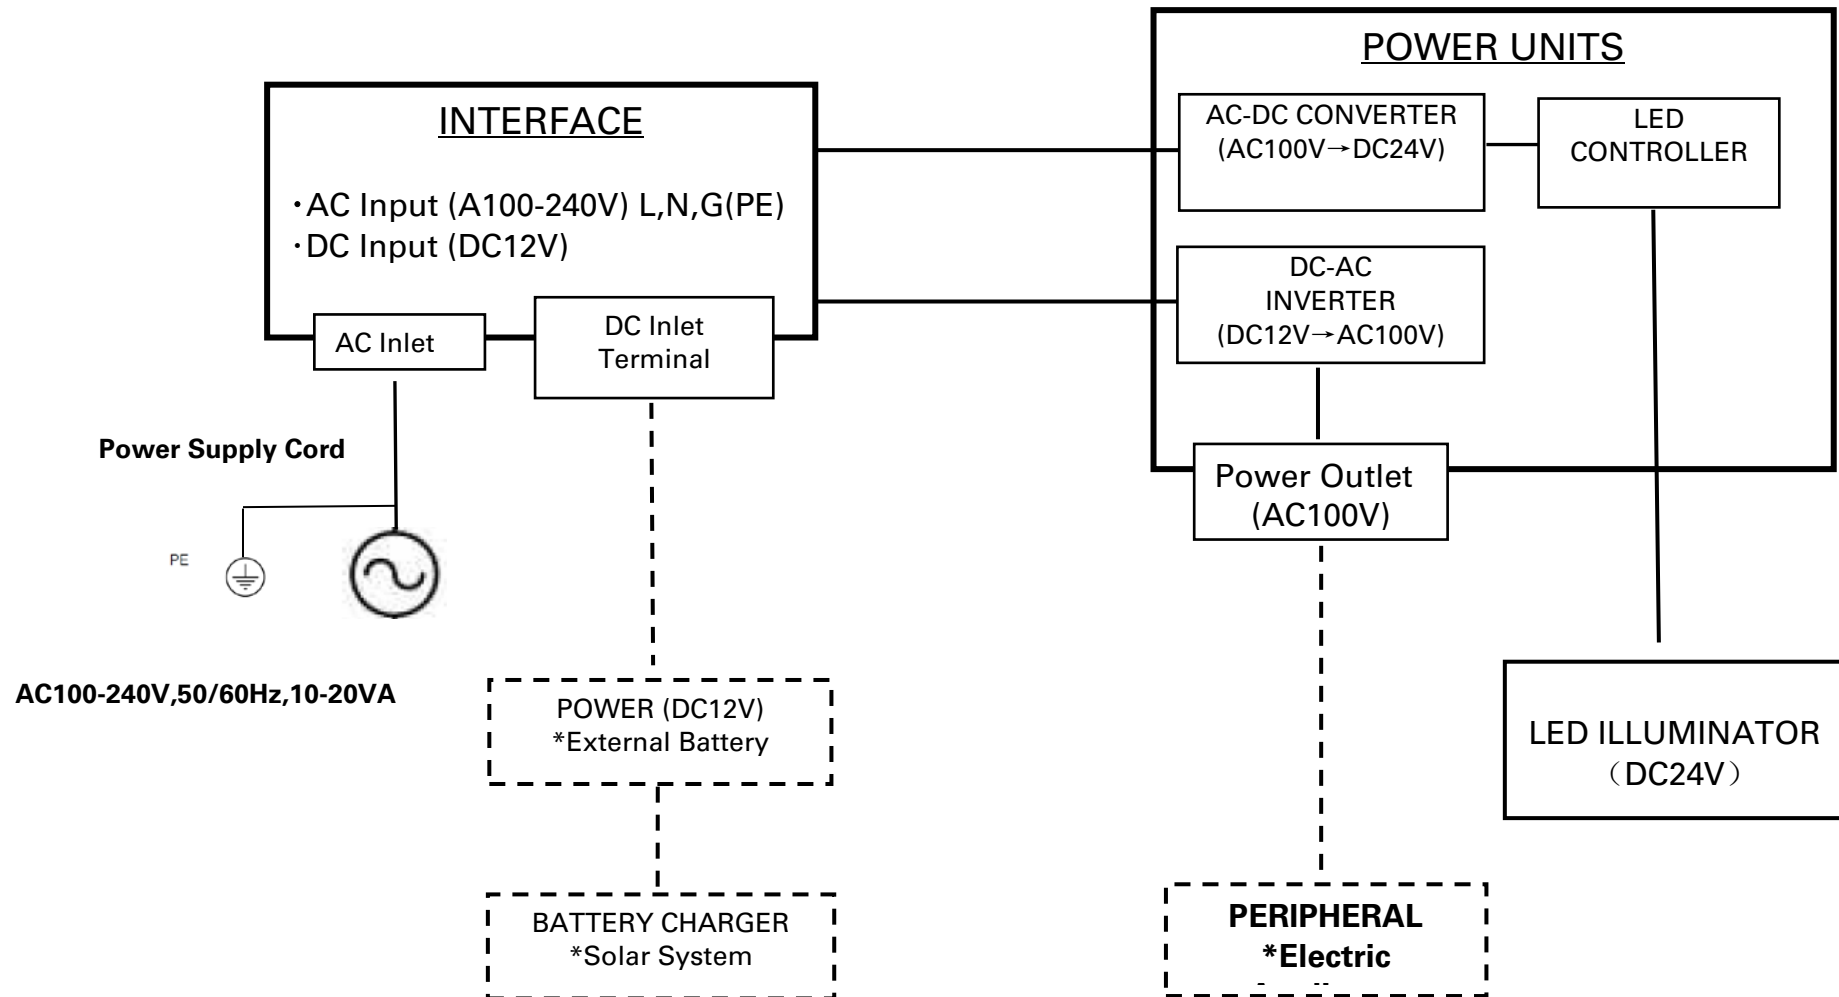 POWER UNITS
INTERFACE
・AC Input (A100-240V) L,N,G(PE)
・DC Input (DC12V)
AC Inlet
DC Inlet
Terminal
AC-DC CONVERTER
(AC100V→DC24V)
LED
CONTROLLER
DC-AC
INVERTER
(DC12V→AC100V)
Power Outlet
(AC100V)
Power Supply Cord
PE
AC100-240V,50/60Hz,10-20VA
POWER (DC12V)
*External Battery
BATTERY CHARGER
*Solar System
LED ILLUMINATOR
（DC24V）
PERIPHERAL
*Electric